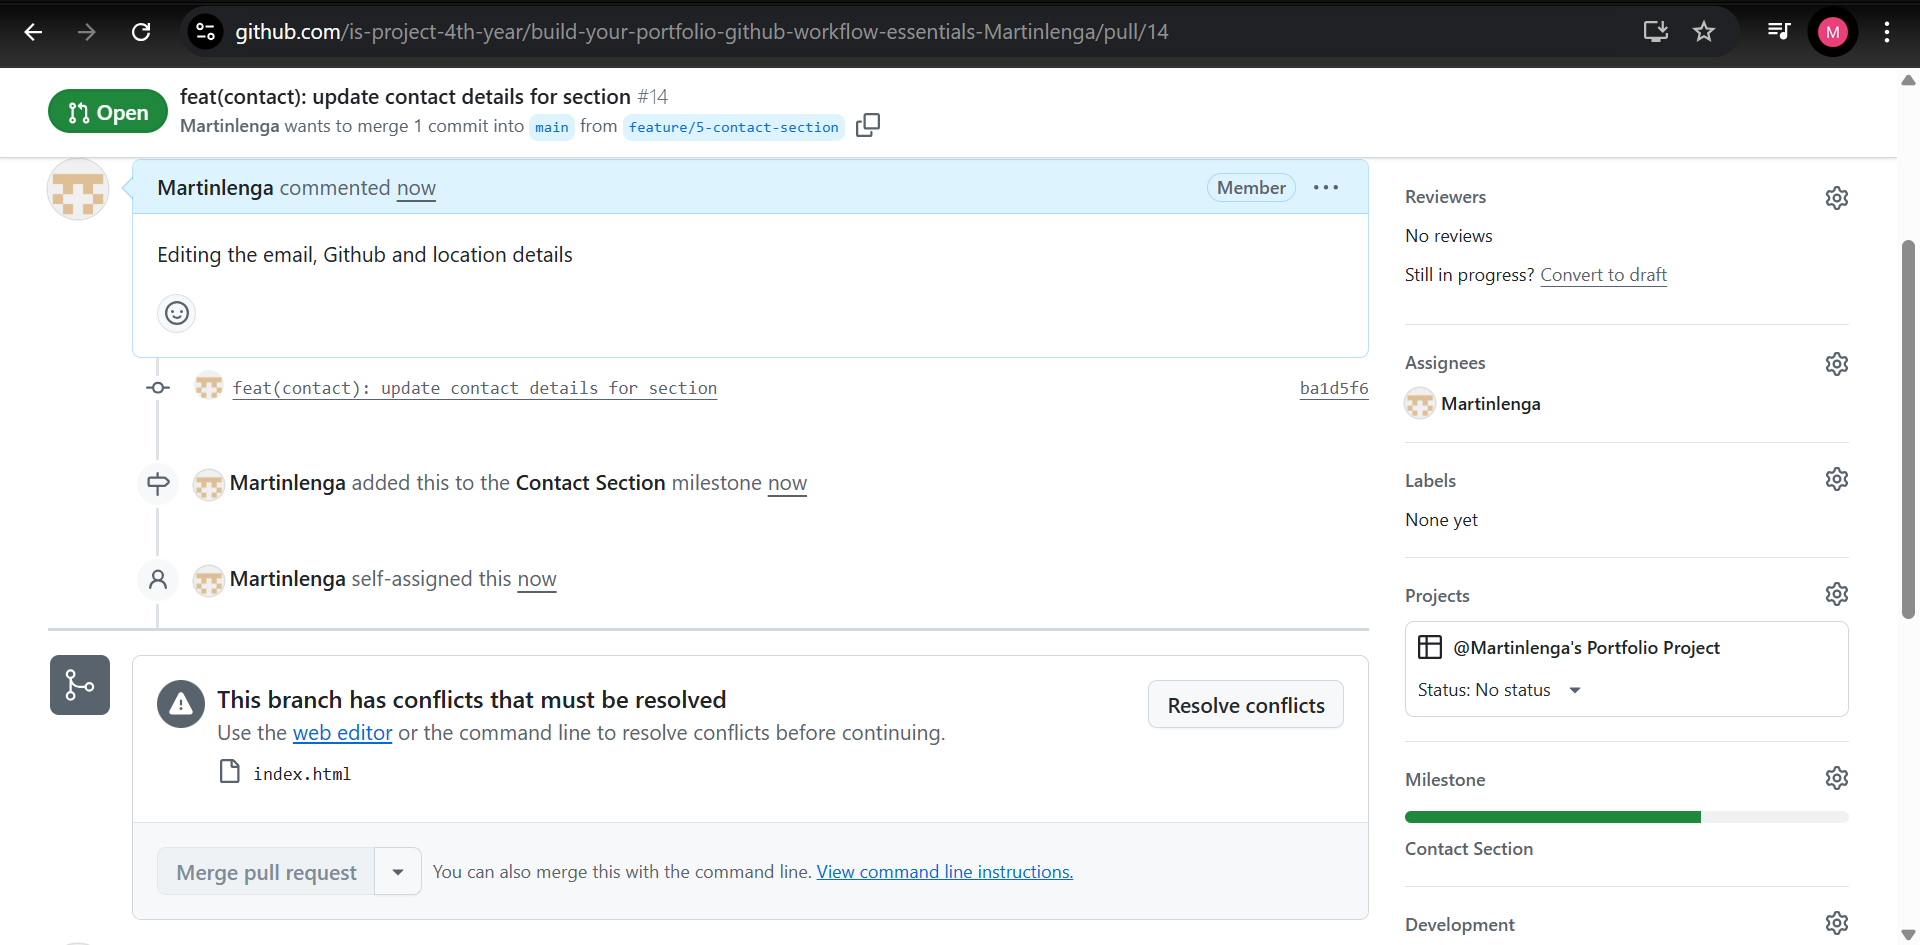 github.com/is-project-4th-year/build-your-portfolio-github-workflow-essentials-Martinlenga/pull/14
M
Open
feat(contact): update contact details for section #14
Martinlenga wants to merge 1 commit into main from feature/5-contact-section
Martinlenga commented now
Member
Editing the email, Github and location details
feat(contact): update contact details for section
ba1d5f6
Martinlenga added this to the Contact Section milestone now
Martinlenga self-assigned this now
This branch has conflicts that must be resolved
Use the web editor or the command line to resolve conflicts before continuing.
index.html
Resolve conflicts
Merge pull request
You can also merge this with the command line. View command line instructions.
Reviewers
No reviews
Still in progress? Convert to draft
Assignees
Martinlenga
Labels
None yet
Projects
@Martinlenga's Portfolio Project
Status: No status
Milestone
Contact Section
Development